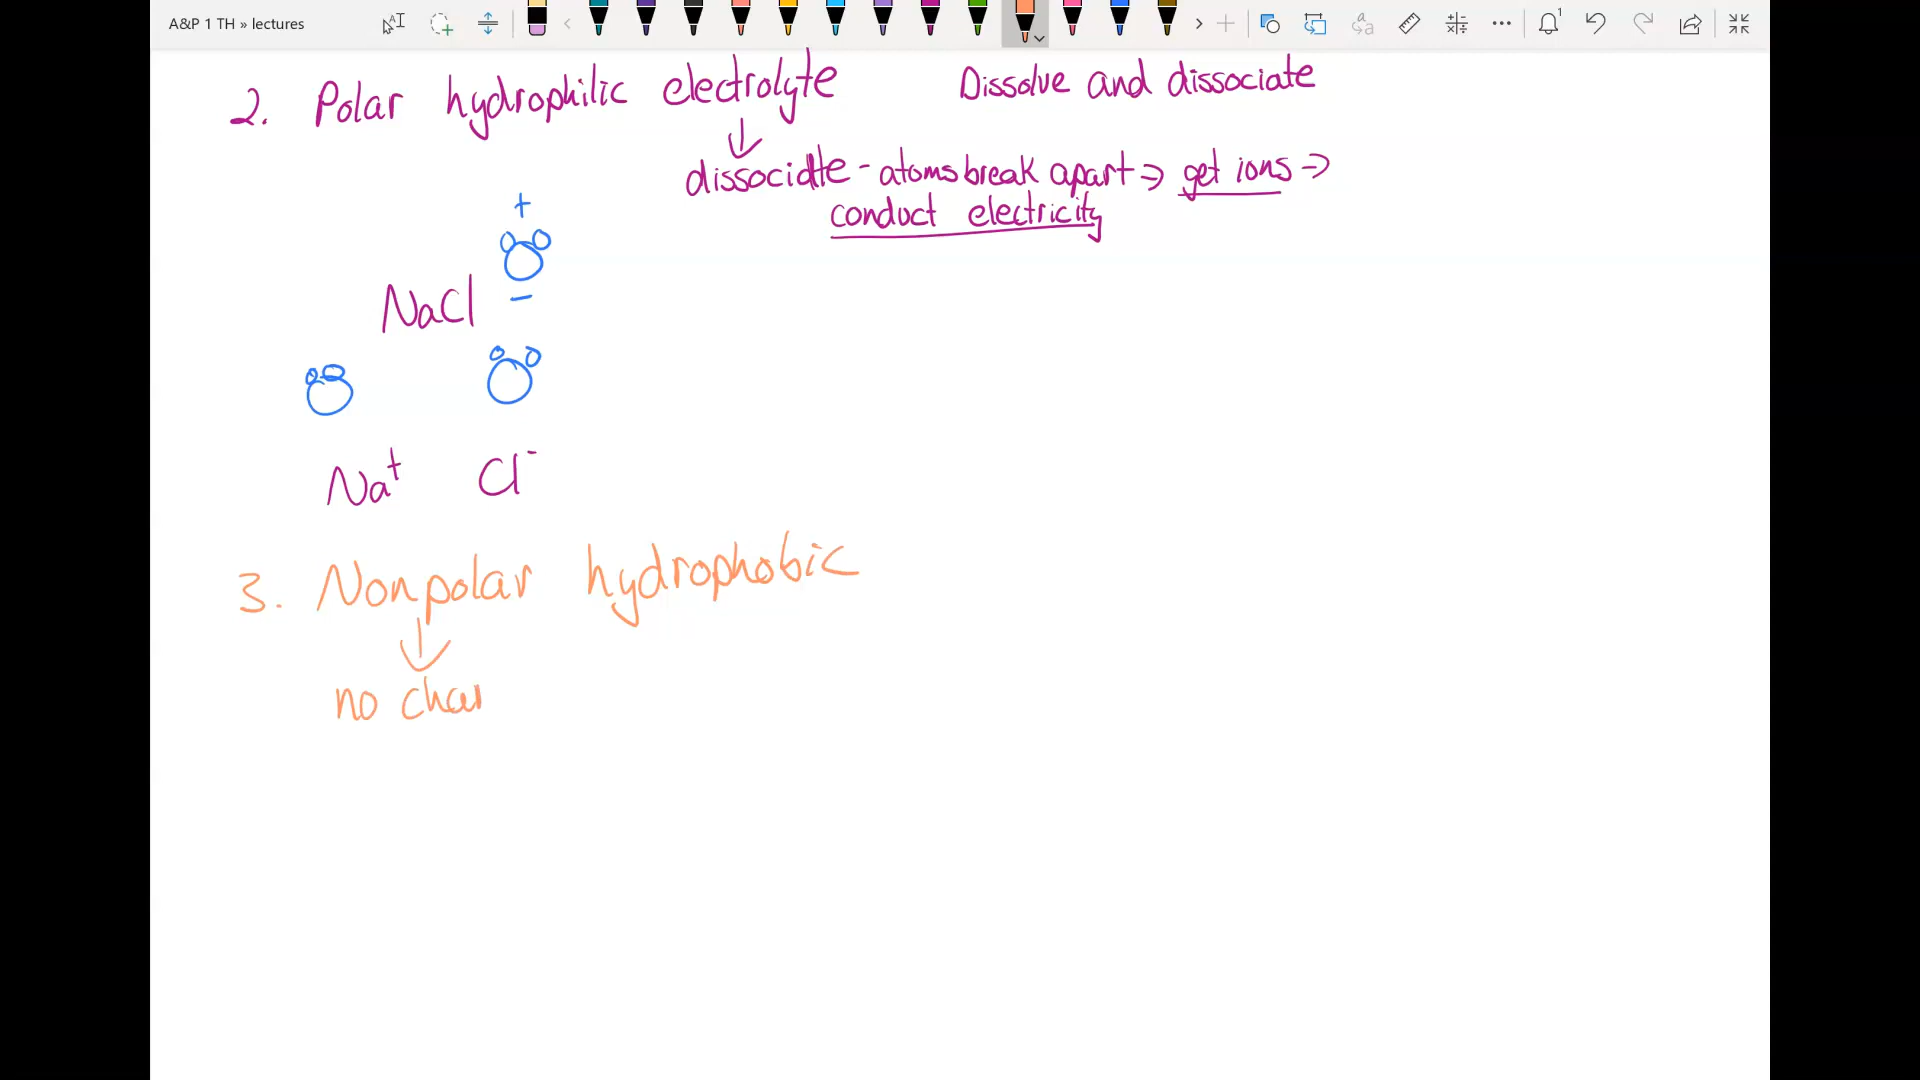 A&P 1 TH » lectures
2. Polar hydrophilic electrolyte Dissolve and dissociate
dissociate - atoms break apart → get ions →
conduct electricity
+
NaCl
−
Na⁺ Cl⁻
3. Nonpolar hydrophobic
no char